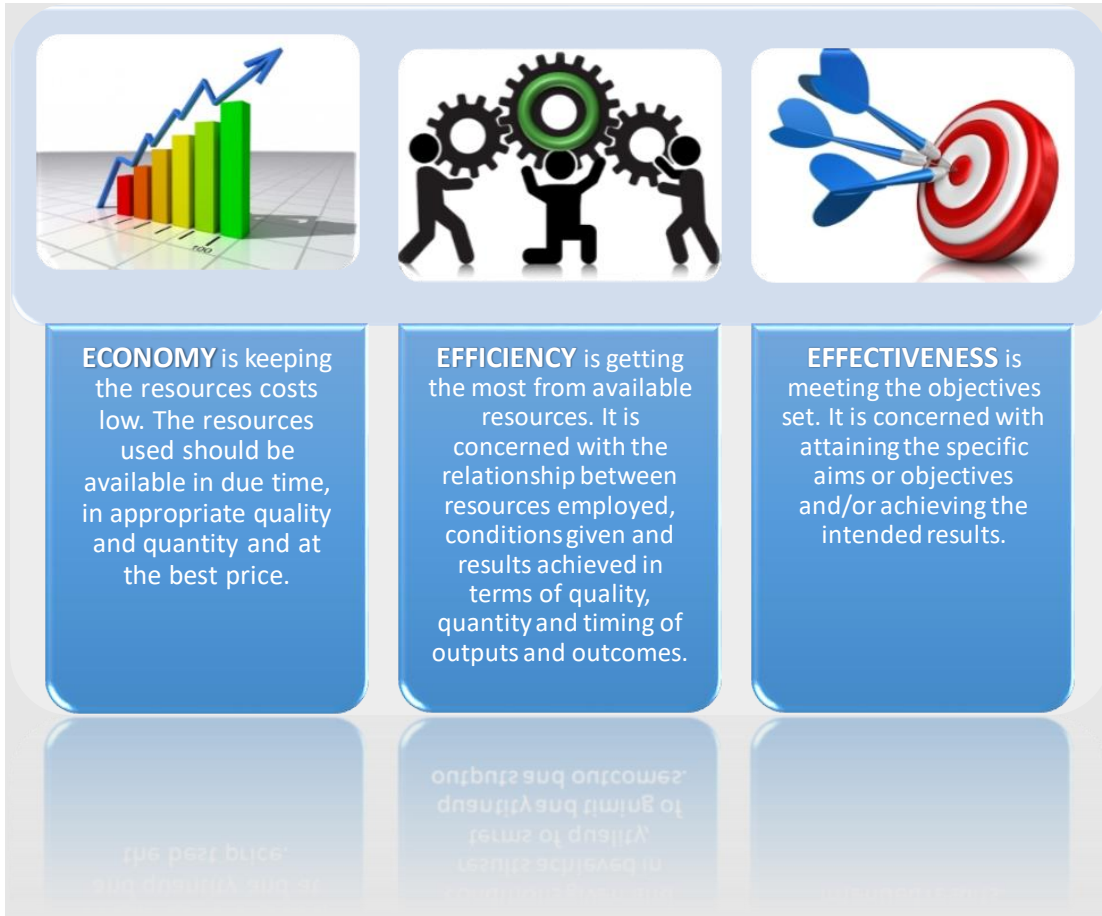 100
ECONOMY is keeping
the resources costs
low. The resources
used should be
available in due time,
in appropriate quality
and quantity and at
the best price.
EFFICIENCY is getting
the most from available
resources. It is
concerned with the
relationship between
resources employed,
conditions given and
results achieved in
terms of quality,
quantity and timing of
outputs and outcomes.
EFFECTIVENESS is
meeting the objectives
set. It is concerned with
attaining the specific
aims or objectives
and/or achieving the
intended results.